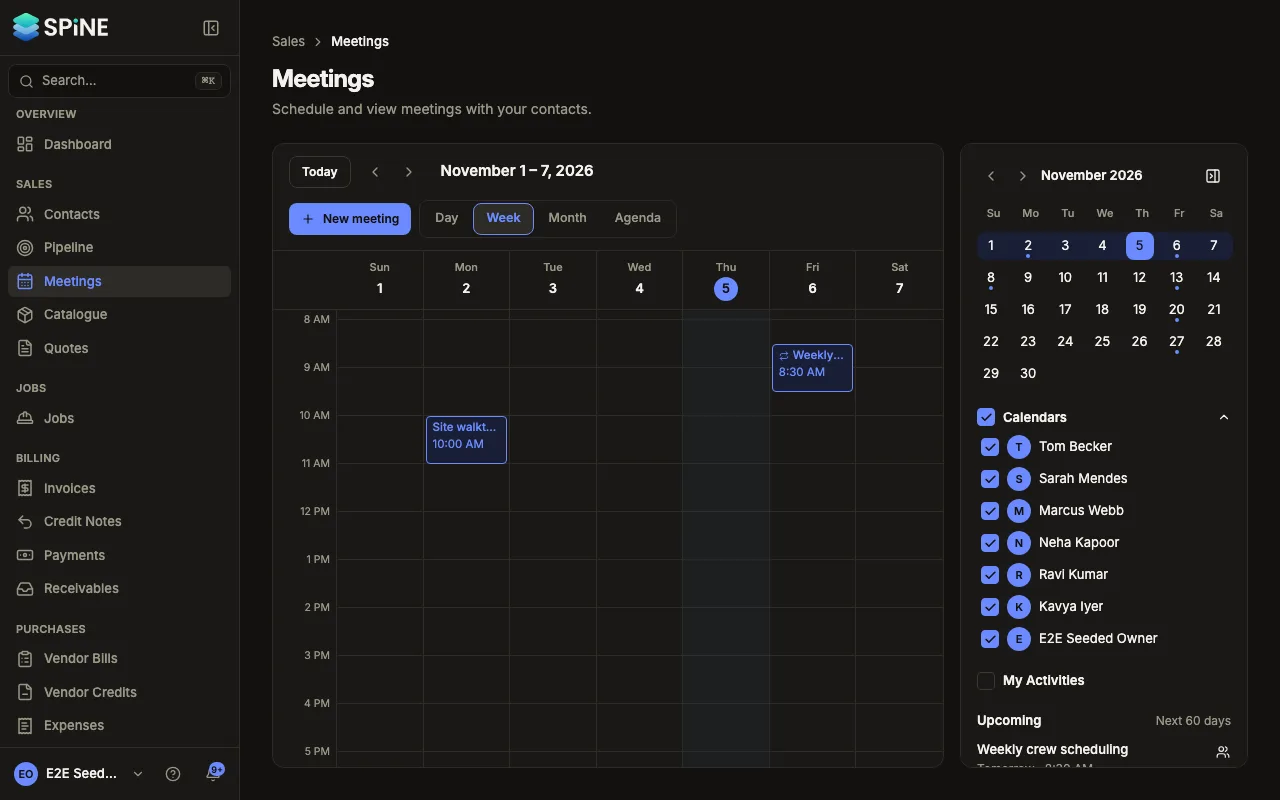 SPiNE
Search... ⌘K
OVERVIEW
Dashboard
SALES
Contacts
Pipeline
Meetings
Catalogue
Quotes
JOBS
Jobs
BILLING
Invoices
Credit Notes
Payments
Receivables
PURCHASES
Vendor Bills
Vendor Credits
Expenses
EO E2E Seed... 9+
Sales > Meetings
Meetings
Schedule and view meetings with your contacts.
Today November 1 – 7, 2026
+ New meeting Day Week Month Agenda
Sun Mon Tue Wed Thu Fri Sat
1 2 3 4 5 6 7
8 AM
9 AM
10 AM
11 AM
12 PM
1 PM
2 PM
3 PM
4 PM
5 PM
Weekly...
8:30 AM
Site walkt...
10:00 AM
November 2026
Su Mo Tu We Th Fr Sa
1 2 3 4 5 6 7
8 9 10 11 12 13 14
15 16 17 18 19 20 21
22 23 24 25 26 27 28
29 30
Calendars
T Tom Becker
S Sarah Mendes
M Marcus Webb
N Neha Kapoor
R Ravi Kumar
K Kavya Iyer
E E2E Seeded Owner
My Activities
Upcoming Next 60 days
Weekly crew scheduling